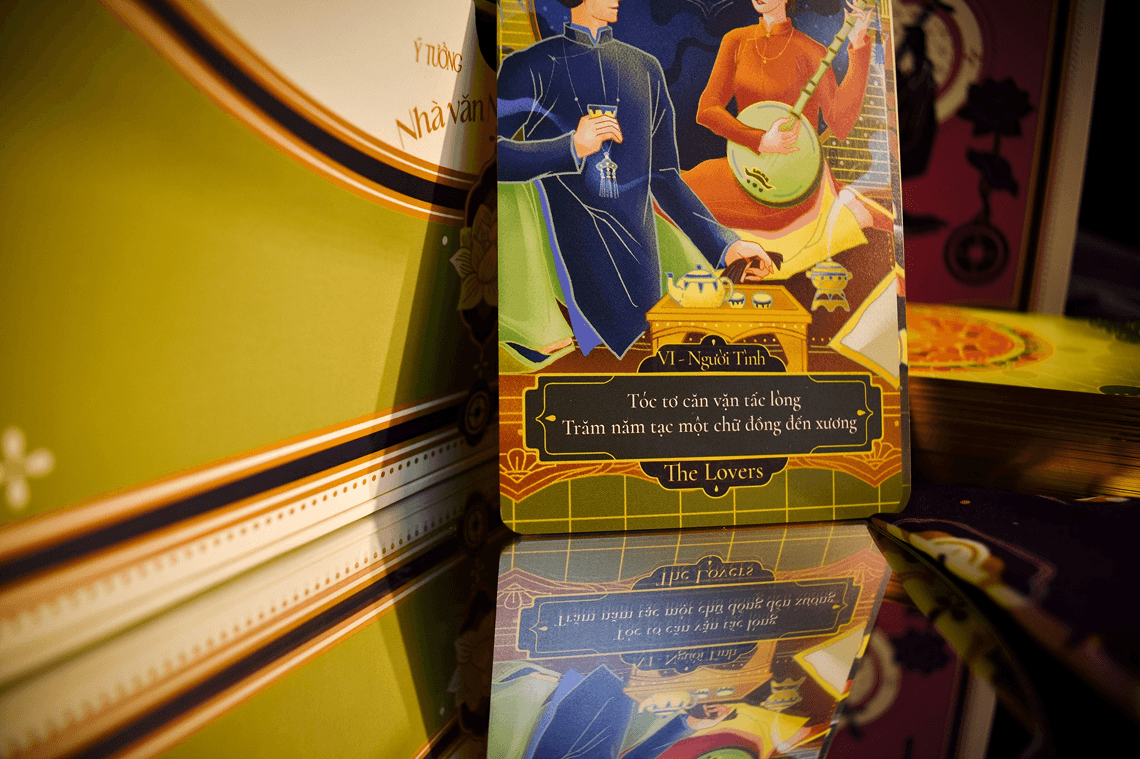 Ý TƯỞNG
Nhà văn
VI - Người Tình
Tóc tơ căn vặn tấc lòng
Trăm năm tạc một chữ đồng đến xương
The Lovers